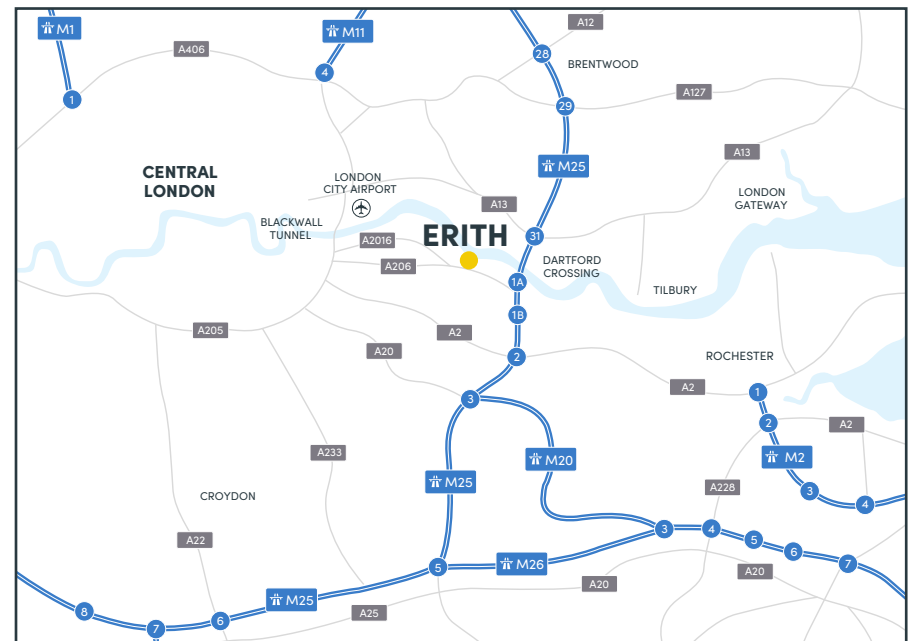 M1
M11
A12
A406
28
BRENTWOOD
4
A127
1
29
A13
M25
CENTRAL
LONDON
LONDON
CITY AIRPORT
LONDON
GATEWAY
A13
BLACKWALL
TUNNEL
ERITH
31
A2016
A206
DARTFORD
CROSSING
1A
TILBURY
1B
A205
A2
A20
2
ROCHESTER
A2
1
3
2
A2
A233
M20
M2
M25
A228
3
CROYDON
4
3
4
A22
5
6
M26
7
5
A20
A20
M25
8
A25
6
7